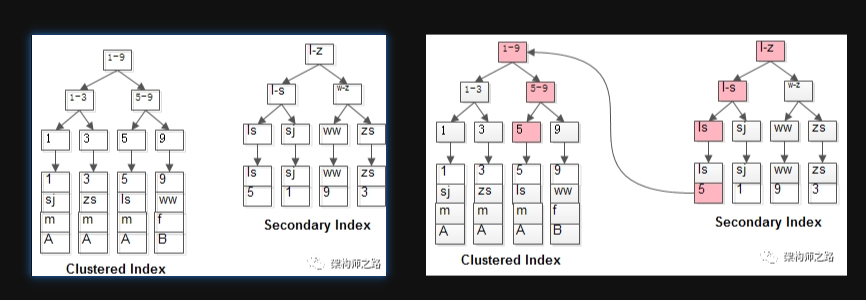 1-9
1-3
5-9
1
3
5
9
1
3
5
9
sj
zs
ls
ww
m
m
m
f
A
A
A
B
Clustered Index
l-z
l-s
w-z
ls
sj
ww
zs
ls
sj
ww
zs
5
1
9
3
Secondary Index
架构师之路
1-9
1-3
5-9
1
3
5
9
1
3
5
9
sj
zs
ls
ww
m
m
m
f
A
A
A
B
Clustered Index
l-z
l-s
w-z
ls
sj
ww
zs
ls
sj
ww
zs
5
1
9
3
Secondary Index
架构师之路